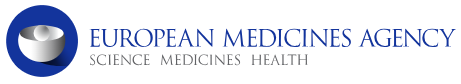 EUROPEAN MEDICINES AGENCY
SCIENCE MEDICINES HEALTH